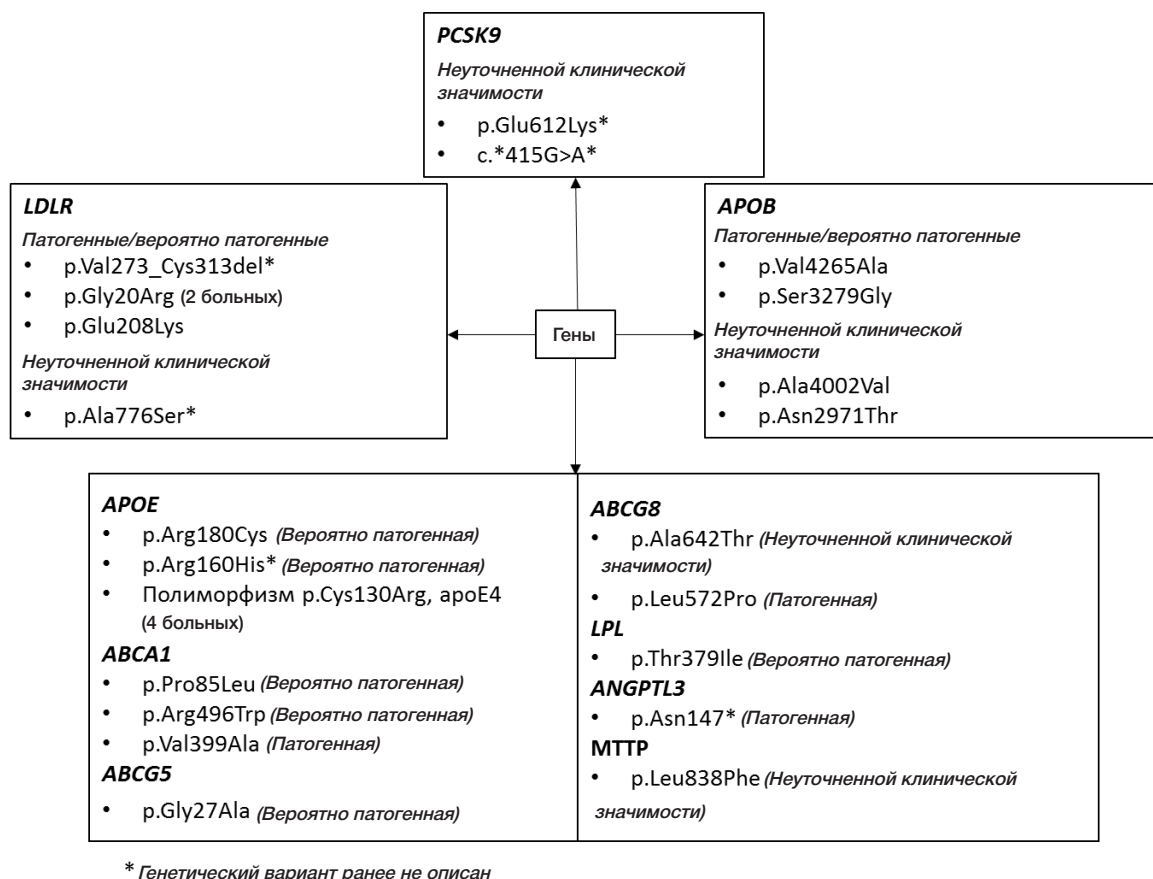 PCSK9
Неуточненной клинической
значимости
• p.Glu612Lys*
• c.*415G>A*
LDLR
Патогенные/вероятно патогенные
• p.Val273_Cys313del*
• p.Gly20Arg (2 больных)
• p.Glu208Lys
Неуточненной клинической
значимости
• p.Ala776Ser*
Гены
APOB
Патогенные/вероятно патогенные
• p.Val4265Ala
• p.Ser3279Gly
Неуточненной клинической
значимости
• p.Ala4002Val
• p.Asn2971Thr
APOE
• p.Arg180Cys (Вероятно патогенная)
• p.Arg160His* (Вероятно патогенная)
• Полиморфизм p.Cys130Arg, apoE4
(4 больных)
ABCA1
• p.Pro85Leu (Вероятно патогенная)
• p.Arg496Trp (Вероятно патогенная)
• p.Val399Ala (Патогенная)
ABCG5
• p.Gly27Ala (Вероятно патогенная)
ABCG8
• p.Ala642Thr (Неуточненной клинической
значимости)
• p.Leu572Pro (Патогенная)
LPL
• p.Thr379Ile (Вероятно патогенная)
ANGPTL3
• p.Asn147* (Патогенная)
MTTP
• p.Leu838Phe (Неуточненной клинической
значимости)
* Генетический вариант ранее не описан